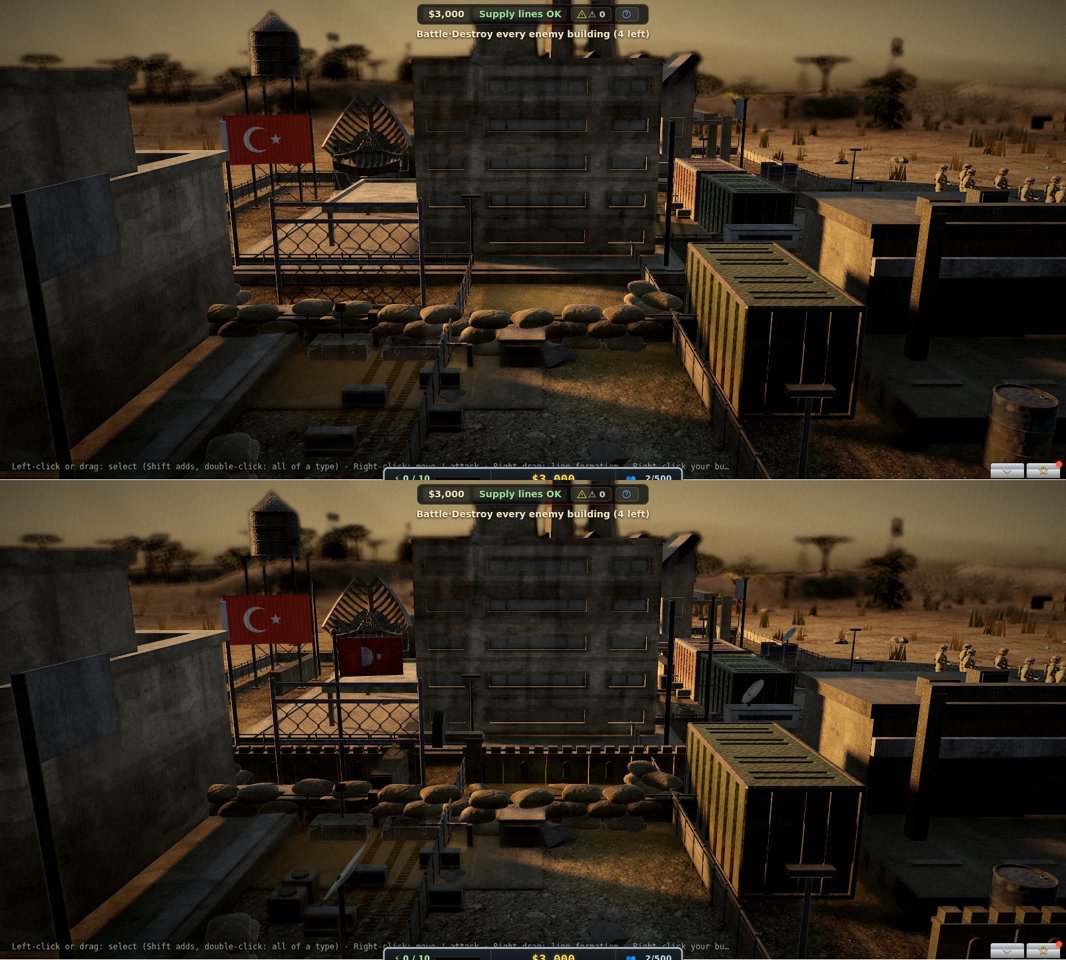 $3,000 Supply lines OK ⚠ 0 ?
Battle·Destroy every enemy building (4 left)
Left-click or drag: select (Shift adds, double-click: all of a type) · Right-click: move / attack · Right-drag: line formation · Right-click your bu…
0 / 10 $3,000 2/500
$3,000 Supply lines OK ⚠ 0 ?
Battle·Destroy every enemy building (4 left)
Left-click or drag: select (Shift adds, double-click: all of a type) · Right-click: move / attack · Right-drag: line formation · Right-click your bu…
0 / 10 $3,000 2/500